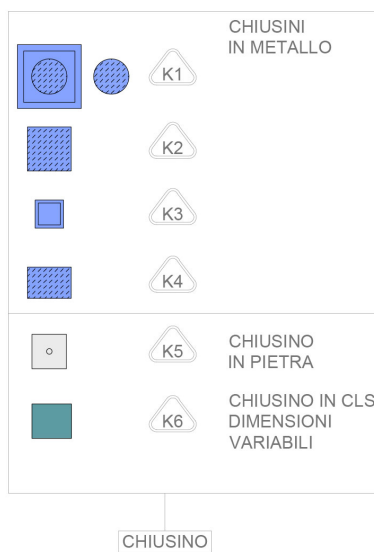 CHIUSINI
IN METALLO
K1
K2
K3
K4
K5
CHIUSINO
IN PIETRA
K6
CHIUSINO IN CLS
DIMENSIONI
VARIABILI
CHIUSINO